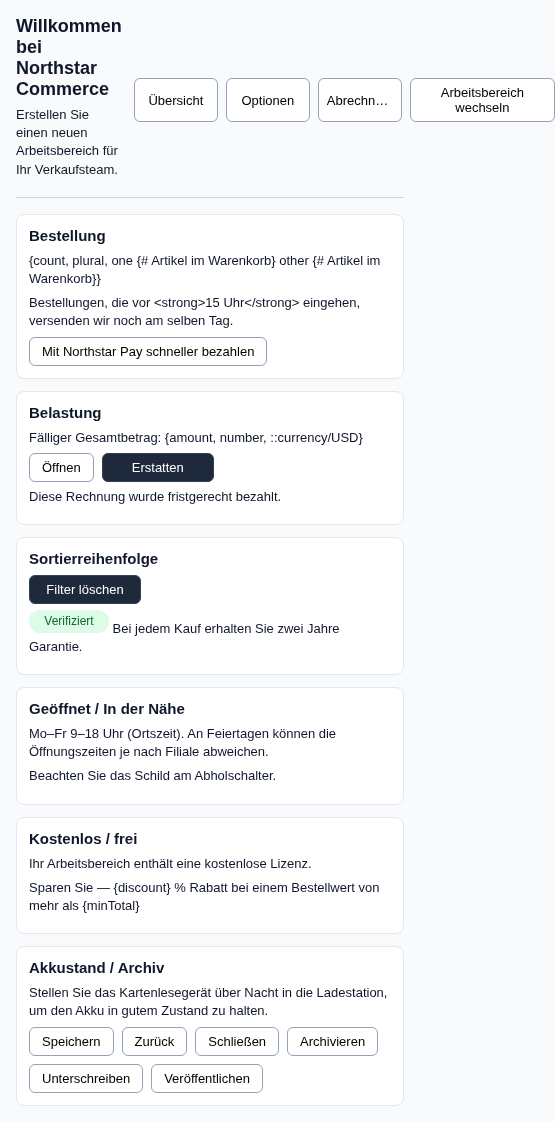 Willkommen
bei
Northstar
Commerce
Erstellen Sie
einen neuen
Arbeitsbereich für
Ihr Verkaufsteam.
Übersicht
Optionen
Abrechn…
Arbeitsbereich
wechseln
Bestellung
{count, plural, one {# Artikel im Warenkorb} other {# Artikel im
Warenkorb}}
Bestellungen, die vor <strong>15 Uhr</strong> eingehen,
versenden wir noch am selben Tag.
Mit Northstar Pay schneller bezahlen
Belastung
Fälliger Gesamtbetrag: {amount, number, ::currency/USD}
Öffnen
Erstatten
Diese Rechnung wurde fristgerecht bezahlt.
Sortierreihenfolge
Filter löschen
Verifiziert Bei jedem Kauf erhalten Sie zwei Jahre
Garantie.
Geöffnet / In der Nähe
Mo–Fr 9–18 Uhr (Ortszeit). An Feiertagen können die
Öffnungszeiten je nach Filiale abweichen.
Beachten Sie das Schild am Abholschalter.
Kostenlos / frei
Ihr Arbeitsbereich enthält eine kostenlose Lizenz.
Sparen Sie — {discount} % Rabatt bei einem Bestellwert von
mehr als {minTotal}
Akkustand / Archiv
Stellen Sie das Kartenlesegerät über Nacht in die Ladestation,
um den Akku in gutem Zustand zu halten.
Speichern
Zurück
Schließen
Archivieren
Unterschreiben
Veröffentlichen